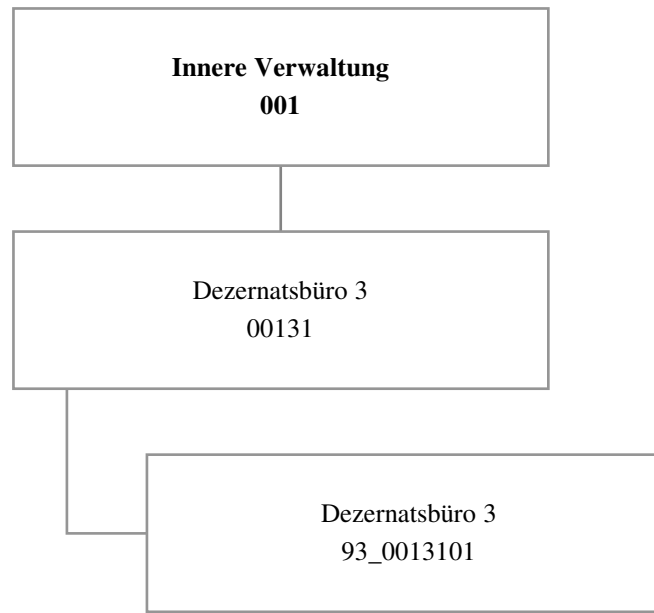 Innere Verwaltung
001
Dezernatsbüro 3
00131
Dezernatsbüro 3
93_0013101